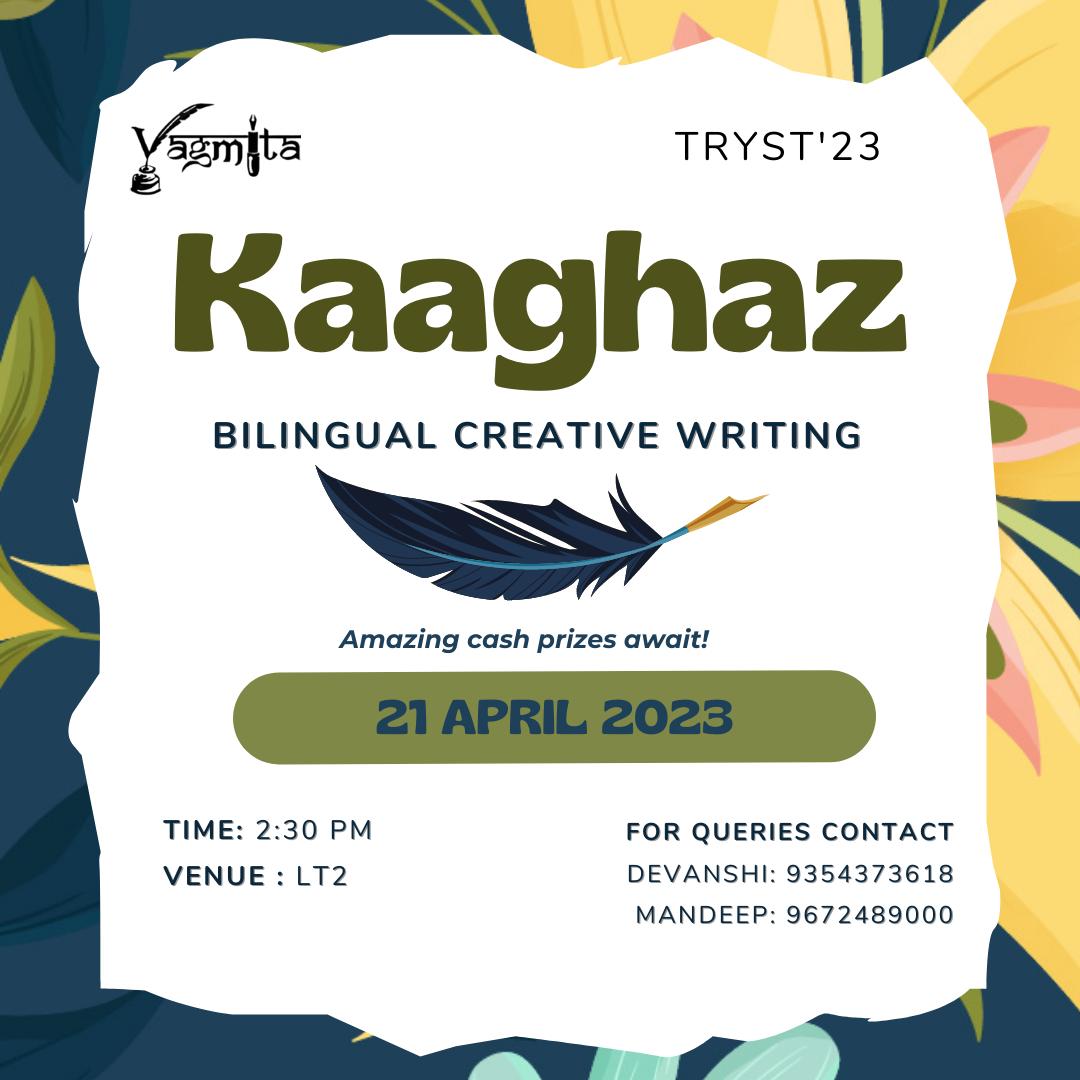 Vagmita
TRYST'23
Kaaghaz
BILINGUAL CREATIVE WRITING
Amazing cash prizes await!
21 APRIL 2023
TIME: 2:30 PM
VENUE : LT2
FOR QUERIES CONTACT
DEVANSHI: 9354373618
MANDEEP: 9672489000